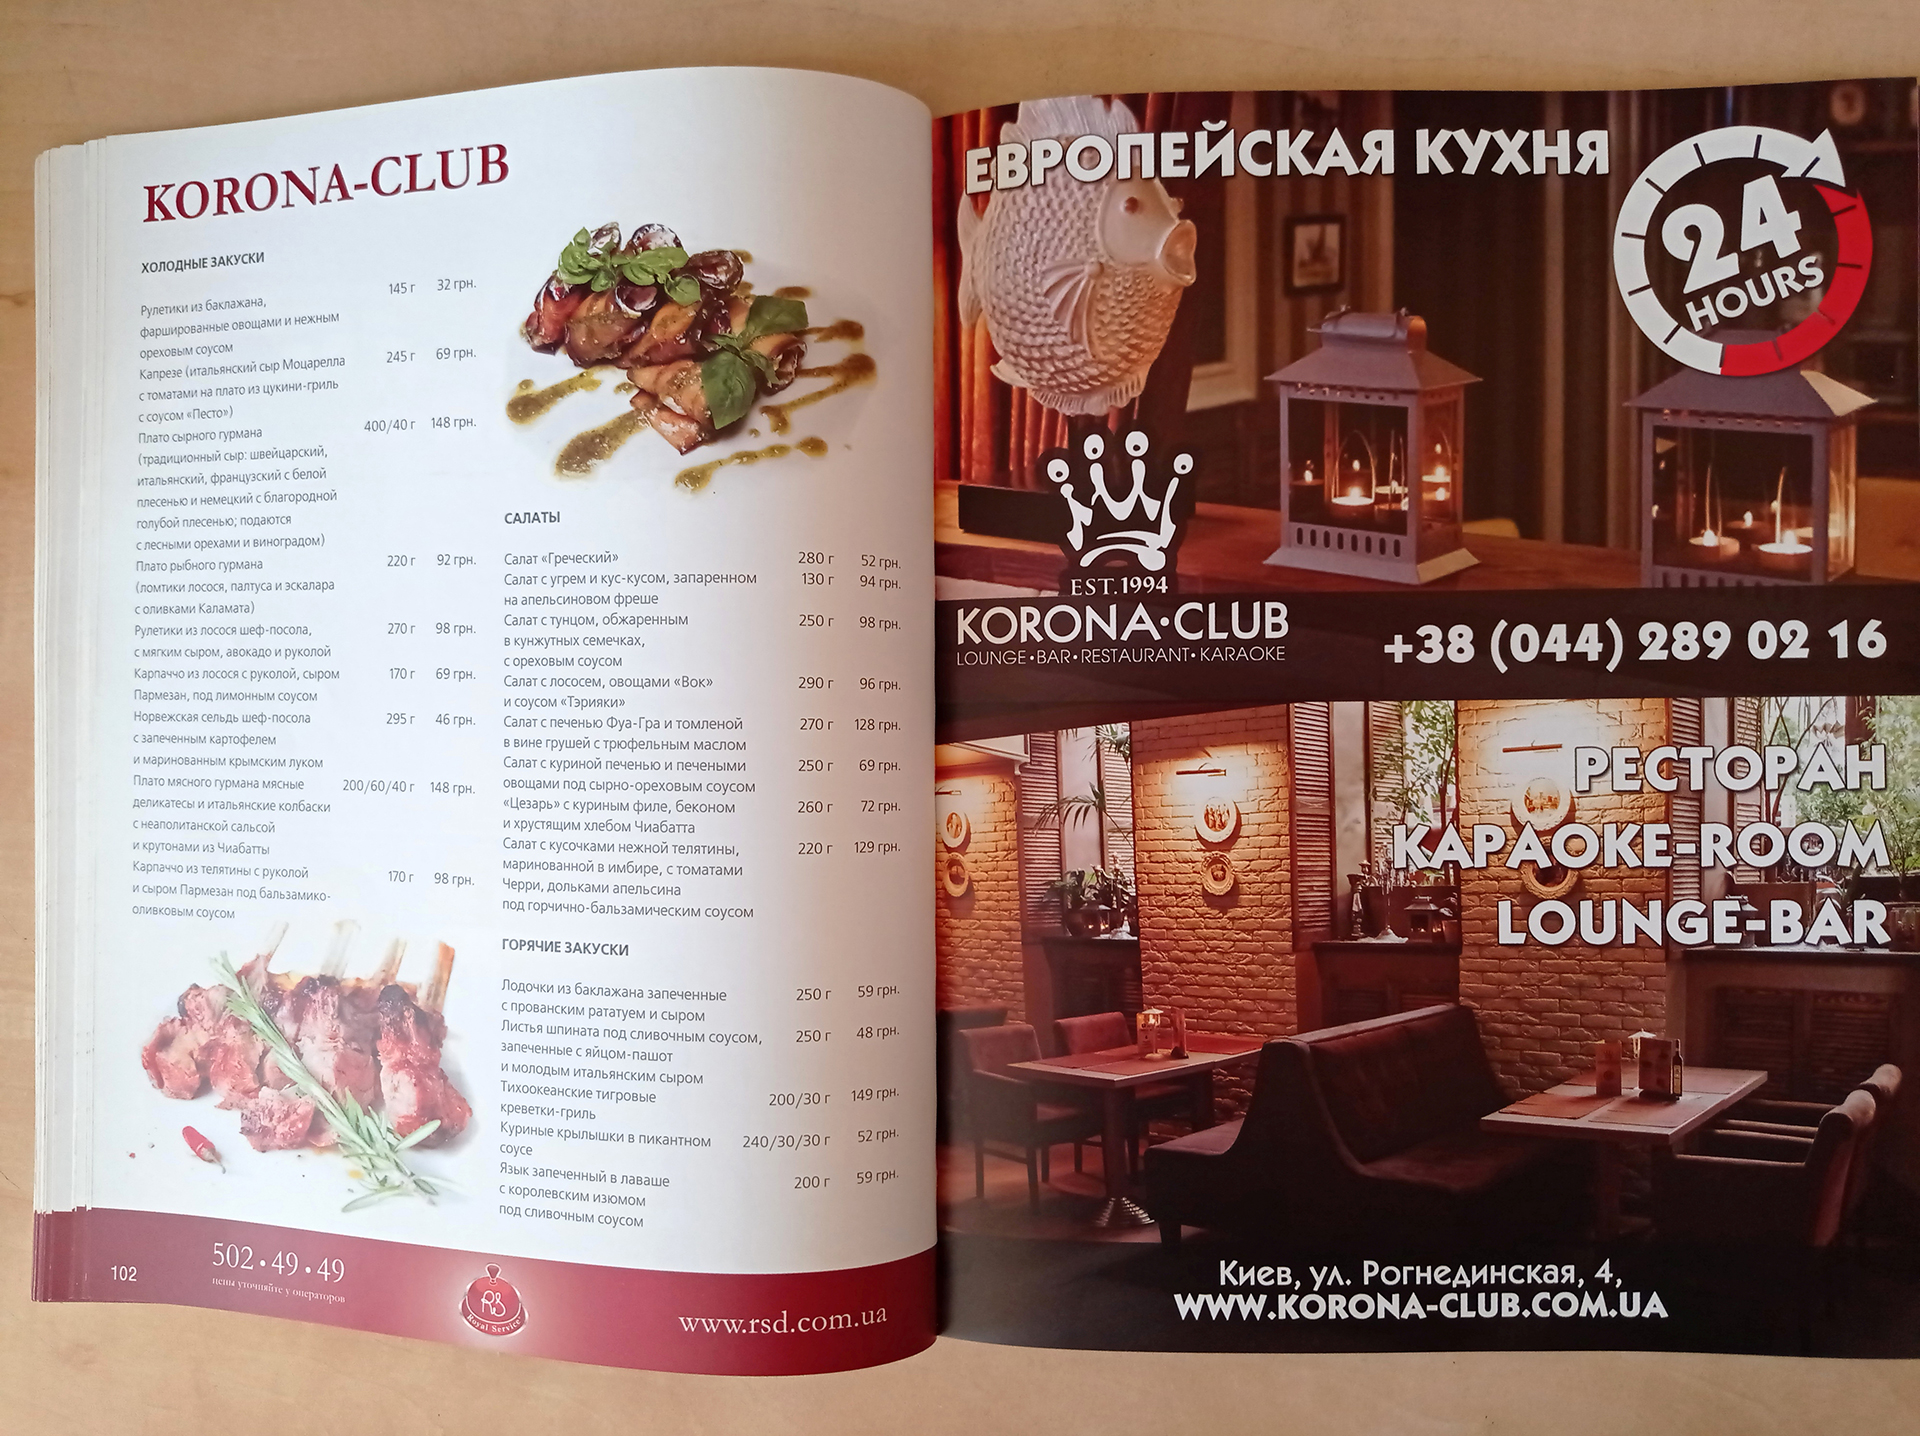 KORONA-CLUB
ХОЛОДНЫЕ ЗАКУСКИ
Рулетики из баклажана, 145 г 32 грн.
фаршированные овощами и нежным
ореховым соусом
Капрезе (итальянский сыр Моцарелла 245 г 69 грн.
с томатами на плато из цукини-гриль
с соусом «Песто»)
Плато сырного гурмана 400/40 г 148 грн.
(традиционный сыр: швейцарский,
итальянский, французский с белой
плесенью и немецкий с благородной
голубой плесенью; подаются
с лесными орехами и виноградом)
Плато рыбного гурмана 220 г 92 грн.
(ломтики лосося, палтуса и эскалара
с оливками Каламата)
Рулетики из лосося шеф-посола, 270 г 98 грн.
с мягким сыром, авокадо и руколой
Карпаччо из лосося с руколой, сыром 170 г 69 грн.
Пармезан, под лимонным соусом
Норвежская сельдь шеф-посола 295 г 46 грн.
с запеченным картофелем
и маринованным крымским луком
Плато мясного гурмана мясные 200/60/40 г 148 грн.
деликатесы и итальянские колбаски
с неаполитанской сальсой
и крутонами из Чиабатты
Карпаччо из телятины с руколой 170 г 98 грн.
и сыром Пармезан под бальзамико-
оливковым соусом
САЛАТЫ
Салат «Греческий» 280 г 52 грн.
Салат с угрем и кус-кусом, запаренном 130 г 94 грн.
на апельсиновом фреше
Салат с тунцом, обжаренным 250 г 98 грн.
в кунжутных семечках,
с ореховым соусом
Салат с лососем, овощами «Вок» 290 г 96 грн.
и соусом «Тэрияки»
Салат с печенью Фуа-Гра и томленой 270 г 128 грн.
в вине грушей с трюфельным маслом
Салат с куриной печенью и печеными 250 г 69 грн.
овощами под сырно-ореховым соусом
«Цезарь» с куриным филе, беконом 260 г 72 грн.
и хрустящим хлебом Чиабатта
Салат с кусочками нежной телятины, 220 г 129 грн.
маринованной в имбире, с томатами
Черри, дольками апельсина
под горчично-бальзамическим соусом
ГОРЯЧИЕ ЗАКУСКИ
Лодочки из баклажана запеченные 250 г 59 грн.
с прованским рататуем и сыром
Листья шпината под сливочным соусом, 250 г 48 грн.
запеченные с яйцом-пашот
и молодым итальянским сыром
Тихоокеанские тигровые 200/30 г 149 грн.
креветки-гриль
Куриные крылышки в пикантном 240/30/30 г 52 грн.
соусе
Язык запеченный в лаваше 200 г 59 грн.
с королевским изюмом
под сливочным соусом
102
502•49•49
цены уточняйте у операторов
RS
Royal Service
www.rsd.com.ua
ЕВРОПЕЙСКАЯ КУХНЯ
24
HOURS
EST.1994
KORONA•CLUB
LOUNGE•BAR•RESTAURANT•KARAOKE
+38 (044) 289 02 16
РЕСТОРАН
КАРАОКЕ-ROOM
LOUNGE-BAR
Киев, ул. Рогнединская, 4,
WWW.KORONA-CLUB.COM.UA